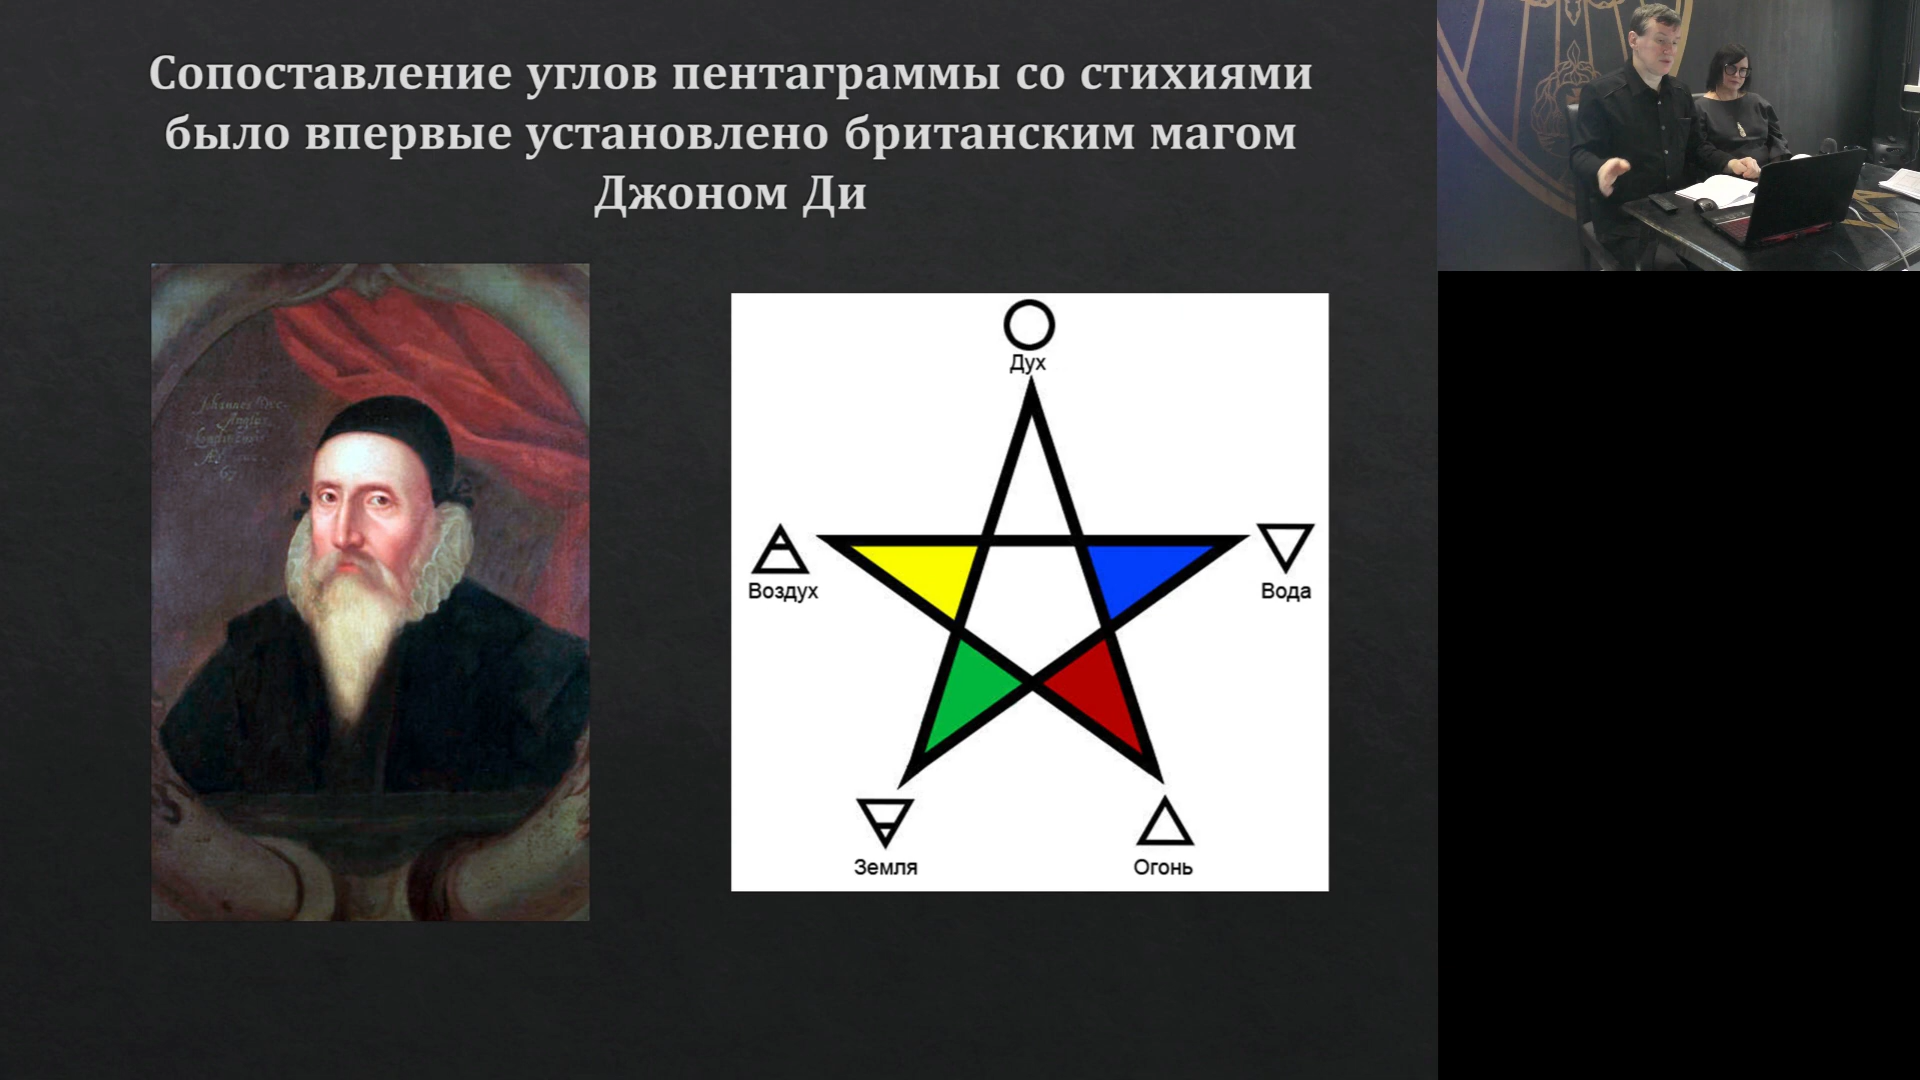 Сопоставление углов пентаграммы со стихиями
было впервые установлено британским магом
Джоном Ди
Дух
Воздух
Вода
Земля
Огонь